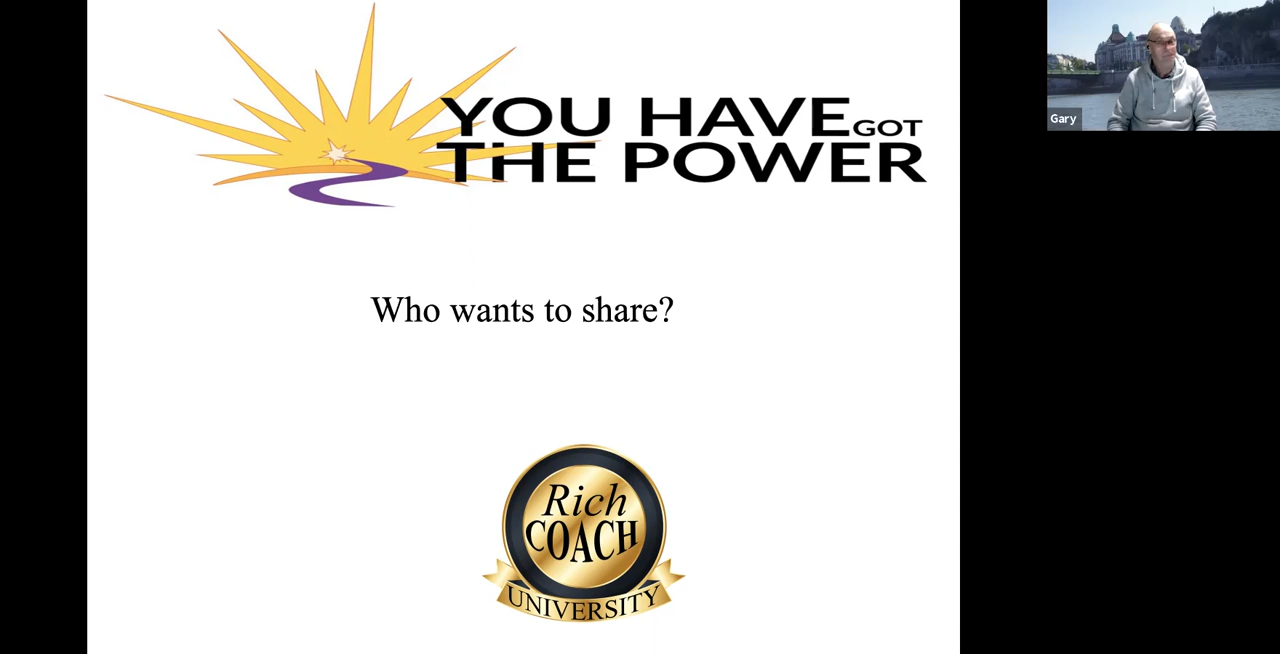 YOU HAVE GOT
THE POWER
Gary
Who wants to share?
Rich
COACH
UNIVERSITY